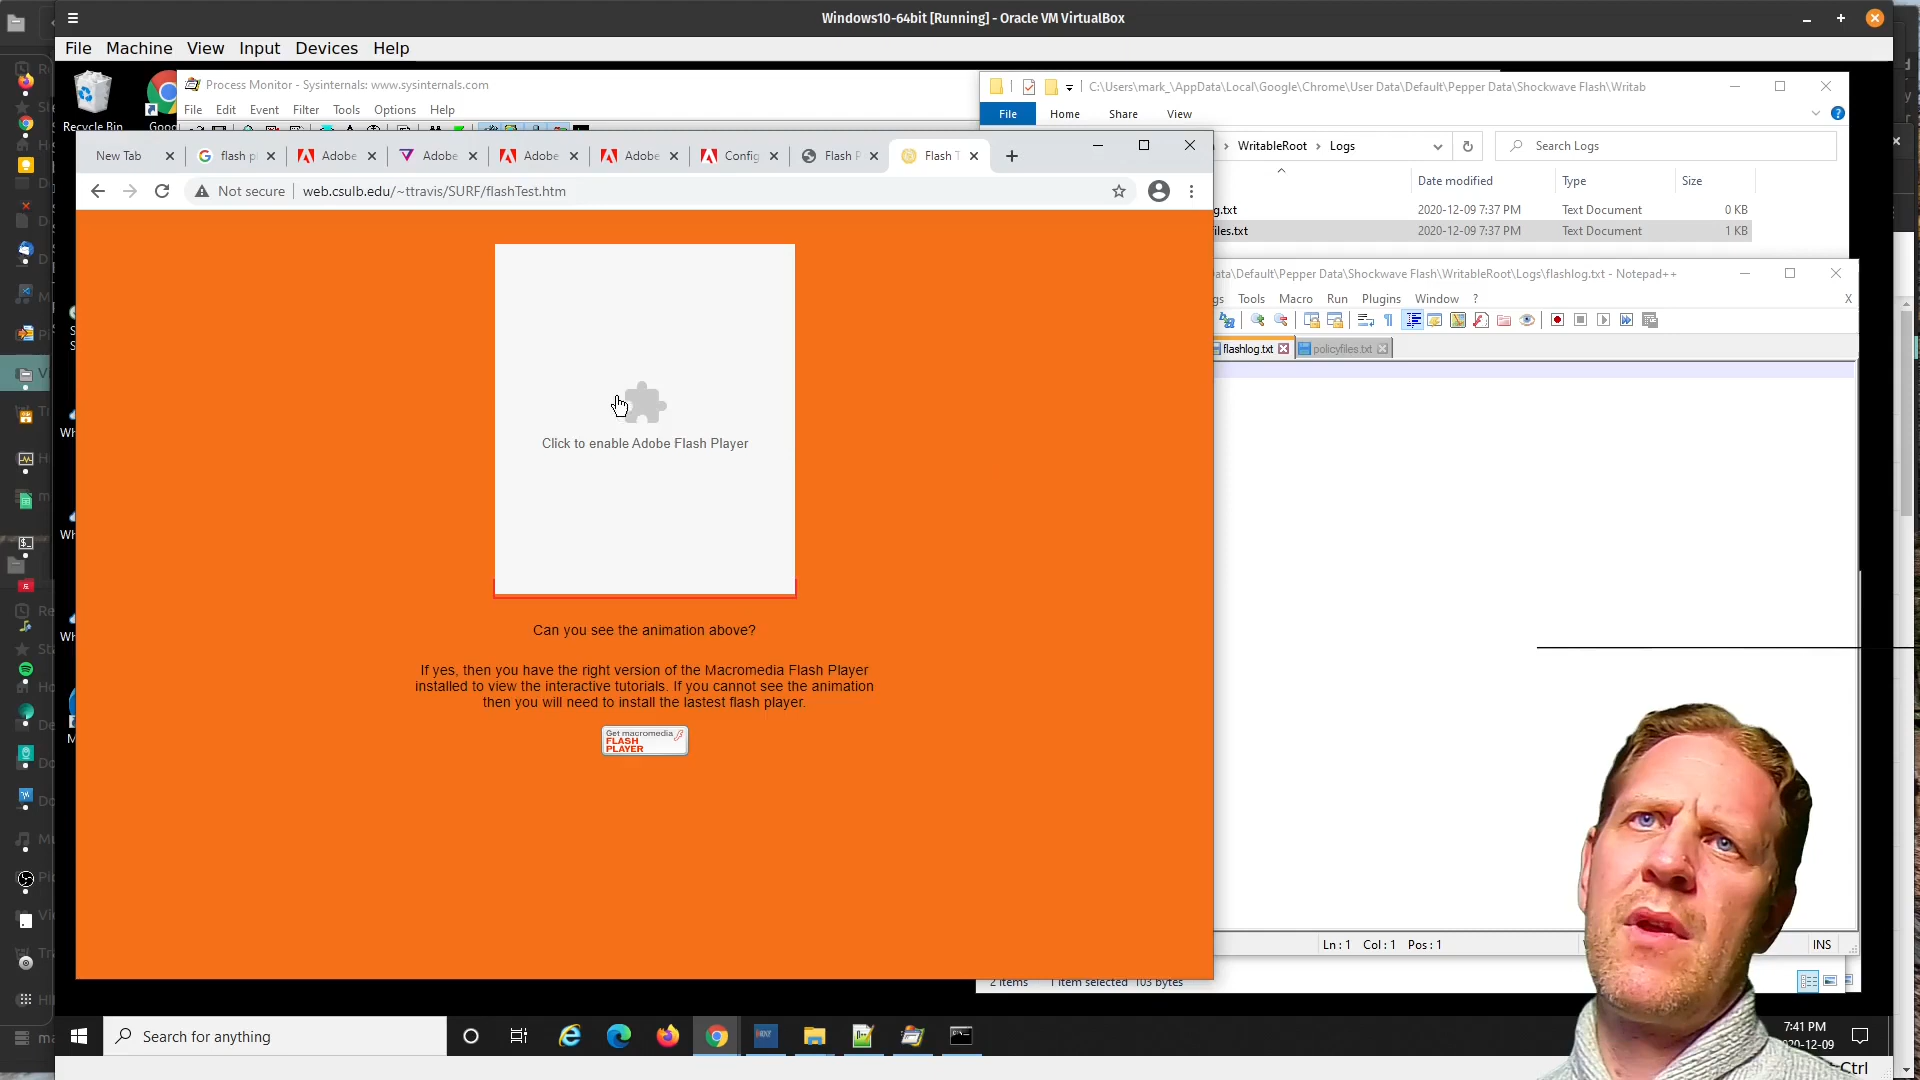 Windows10-64bit [Running] - Oracle VM VirtualBox
File Machine View Input Devices Help
Recycle Bin
Process Monitor - Sysinternals: www.sysinternals.com
File Edit Event Filter Tools Options Help
C:\Users\mark_\AppData\Local\Google\Chrome\User Data\Default\Pepper Data\Shockwave Flash\Writab
File Home Share View
WritableRoot Logs
Search Logs
Date modified Type Size
g.txt 2020-12-09 7:37 PM Text Document 0 KB
iles.txt 2020-12-09 7:37 PM Text Document 1 KB
New Tab flash p Adobe Adobe Adobe Adobe Config Flash P Flash T
Not secure web.csulb.edu/~ttravis/SURF/flashTest.htm
Click to enable Adobe Flash Player
Can you see the animation above?
If yes, then you have the right version of the Macromedia Flash Player
installed to view the interactive tutorials. If you cannot see the animation
then you will need to install the lastest flash player.
Get macromedia
FLASH
PLAYER
ata\Default\Pepper Data\Shockwave Flash\WritableRoot\Logs\flashlog.txt - Notepad++
gs Tools Macro Run Plugins Window ? X
flashlog.txt policyfiles.txt
Ln : 1 Col : 1 Pos : 1 INS
2 items 1 item selected 103 bytes
Search for anything
7:41 PM
2020-12-09
Ctrl